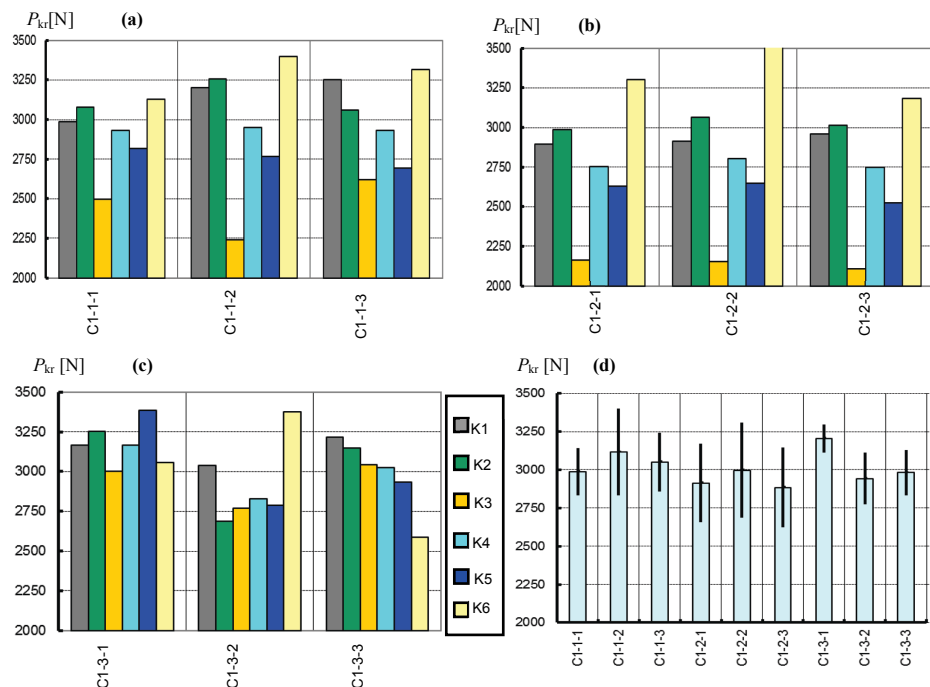 P_kr[N] (a)
3500
3250
3000
2750
2500
2250
2000
C1-1-1 C1-1-2 C1-1-3
P_kr[N] (b)
3500
3250
3000
2750
2500
2250
2000
C1-2-1 C1-2-2 C1-2-3
P_kr [N] (c)
3500
3250
3000
2750
2500
2250
2000
C1-3-1 C1-3-2 C1-3-3
K1
K2
K3
K4
K5
K6
P_kr [N] (d)
3500
3250
3000
2750
2500
2250
2000
C1-1-1 C1-1-2 C1-1-3 C1-2-1 C1-2-2 C1-2-3 C1-3-1 C1-3-2 C1-3-3